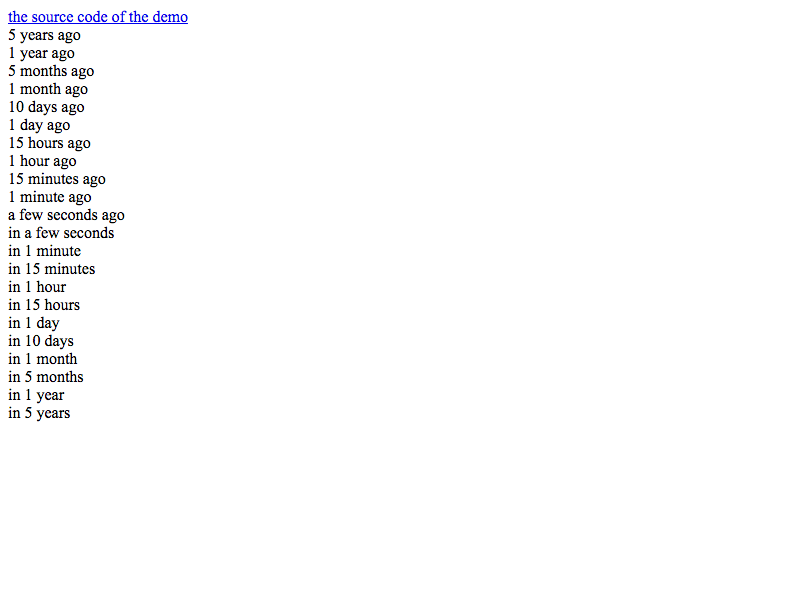 the source code of the demo
5 years ago
1 year ago
5 months ago
1 month ago
10 days ago
1 day ago
15 hours ago
1 hour ago
15 minutes ago
1 minute ago
a few seconds ago
in a few seconds
in 1 minute
in 15 minutes
in 1 hour
in 15 hours
in 1 day
in 10 days
in 1 month
in 5 months
in 1 year
in 5 years